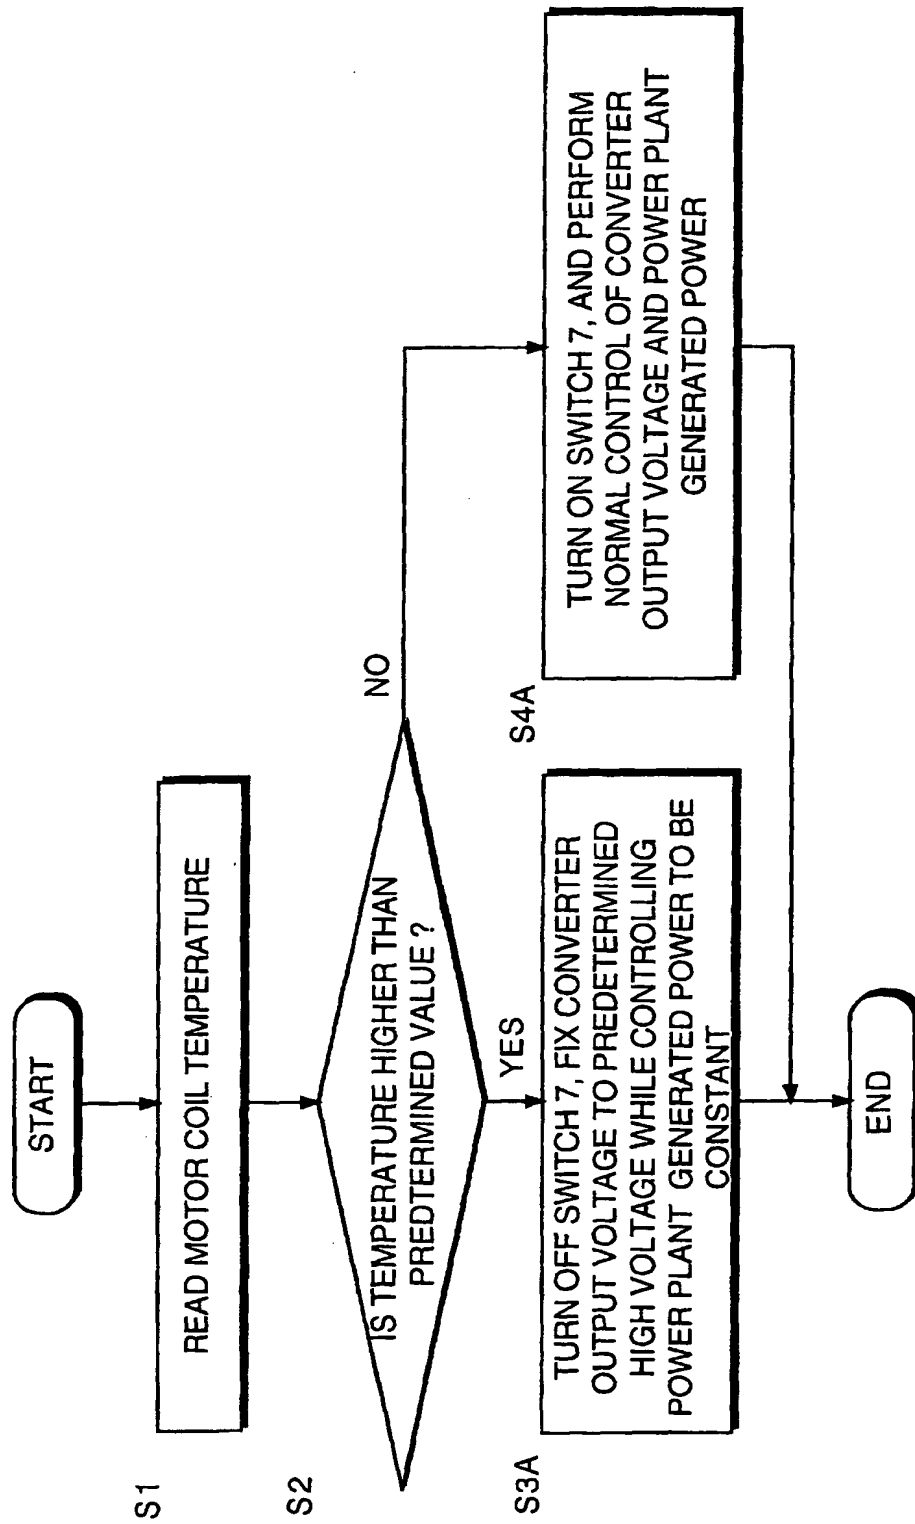 START
S1
READ MOTOR COIL TEMPERATURE
S2
IS TEMPERATURE HIGHER THAN
PREDTERMINED VALUE ?
NO
YES
S3A
TURN OFF SWITCH 7, FIX CONVERTER
OUTPUT VOLTAGE TO PREDETERMINED
HIGH VOLTAGE WHILE CONTROLLING
POWER PLANT GENERATED POWER TO BE
CONSTANT
S4A
TURN ON SWITCH 7, AND PERFORM
NORMAL CONTROL OF CONVERTER
OUTPUT VOLTAGE AND POWER PLANT
GENERATED POWER
END